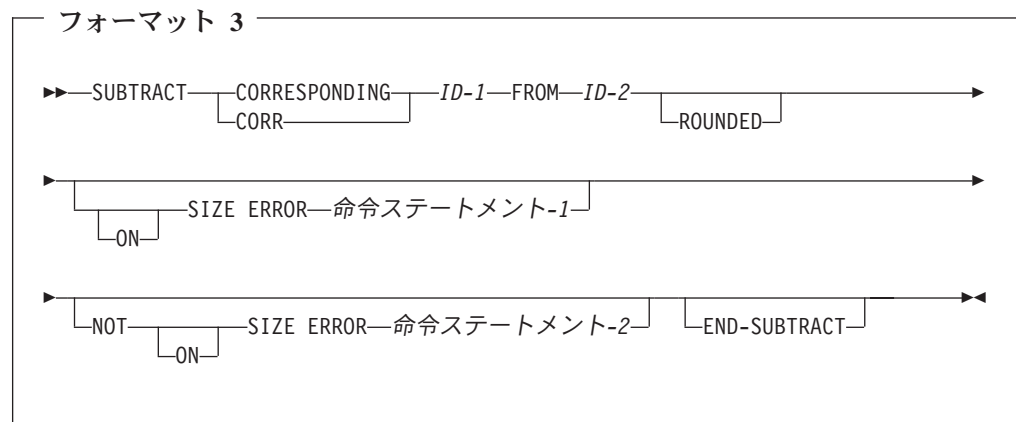 フォーマット 3
SUBTRACT CORRESPONDING ID-1 FROM ID-2
CORR ROUNDED
SIZE ERROR 命令ステートメント-1
ON
NOT SIZE ERROR 命令ステートメント-2 END-SUBTRACT
ON